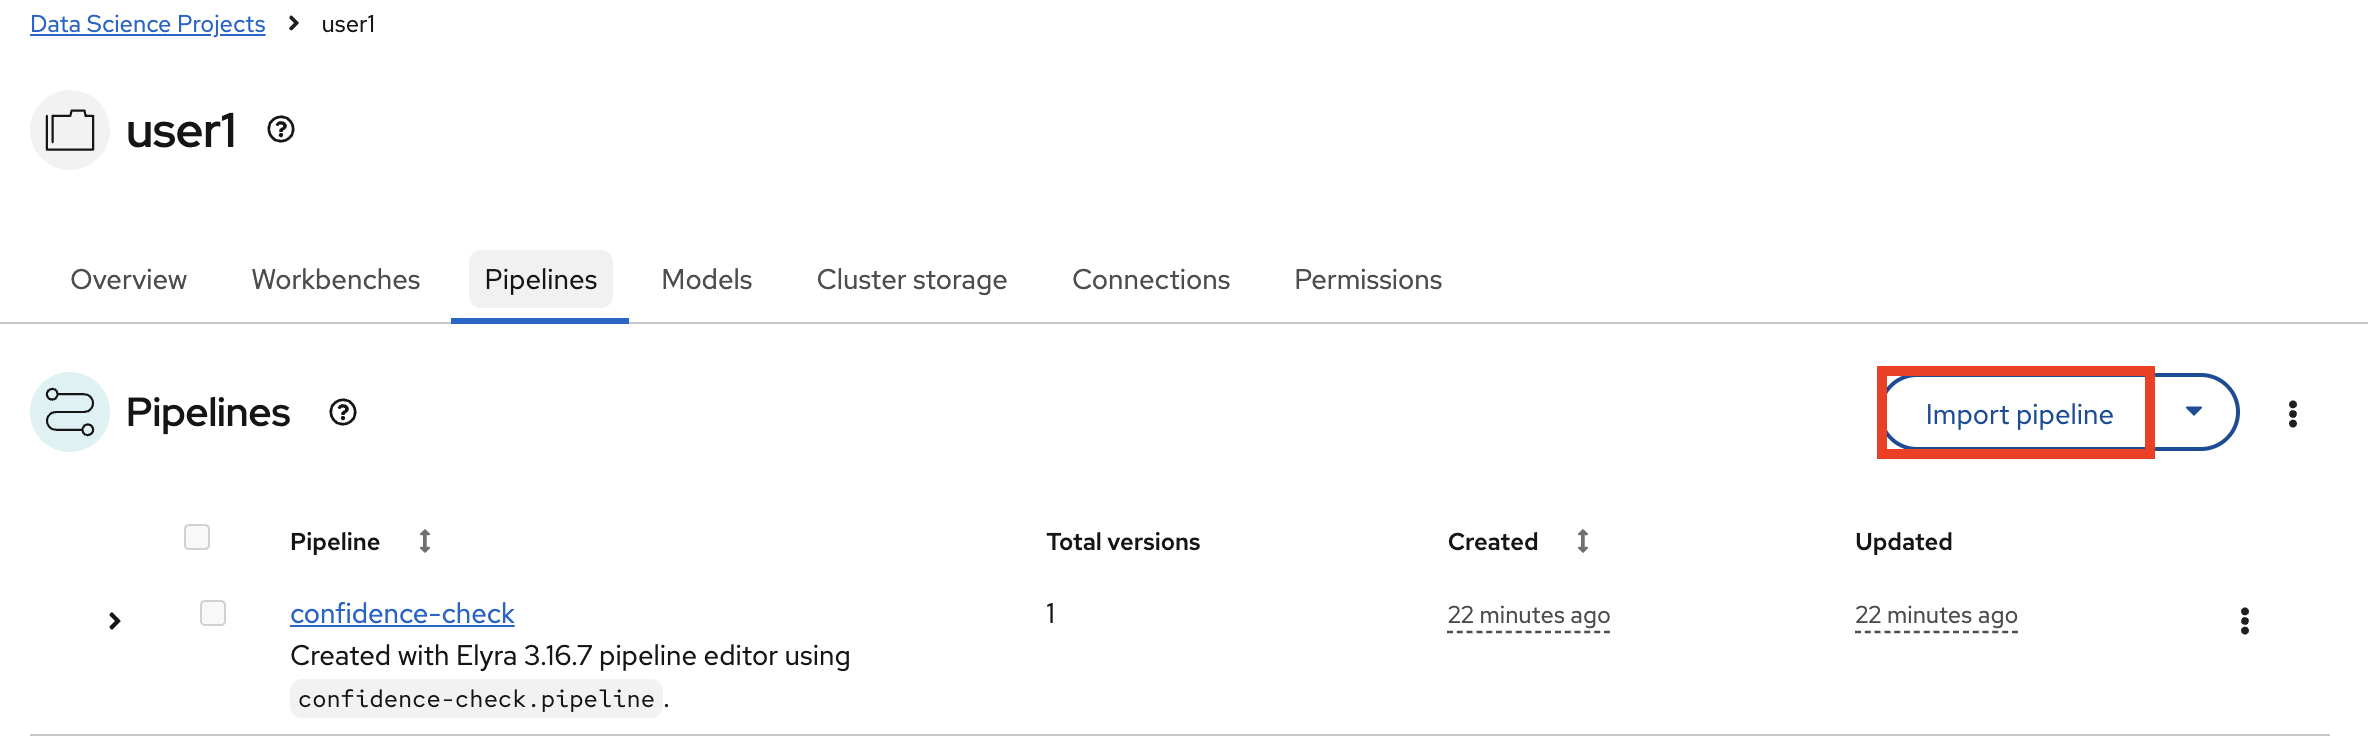 Data Science Projects > user1
user1
Overview Workbenches Pipelines Models Cluster storage Connections Permissions
Pipelines Import pipeline
Pipeline Total versions Created Updated
confidence-check 1 22 minutes ago 22 minutes ago
Created with Elyra 3.16.7 pipeline editor using
confidence-check.pipeline.